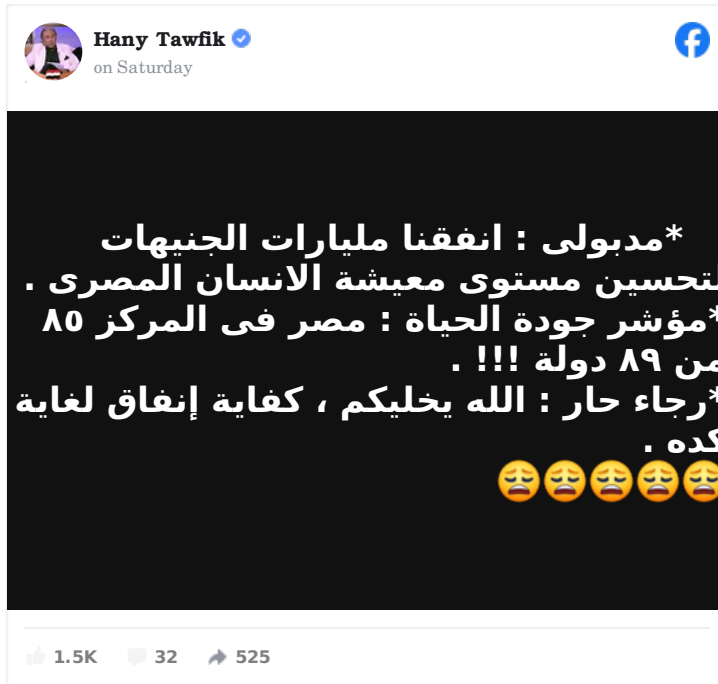 Hany Tawfik
on Saturday
*مدبولى : انفقنا مليارات الجنيهات
لتحسين مستوى معيشة الانسان المصرى .
*مؤشر جودة الحياة : مصر فى المركز ٨٥
من ٨٩ دولة !!! .
*رجاء حار : الله يخليكم ، كفاية إنفاق لغاية
كده .
😩😩😩😩😩
1.5K 32 525